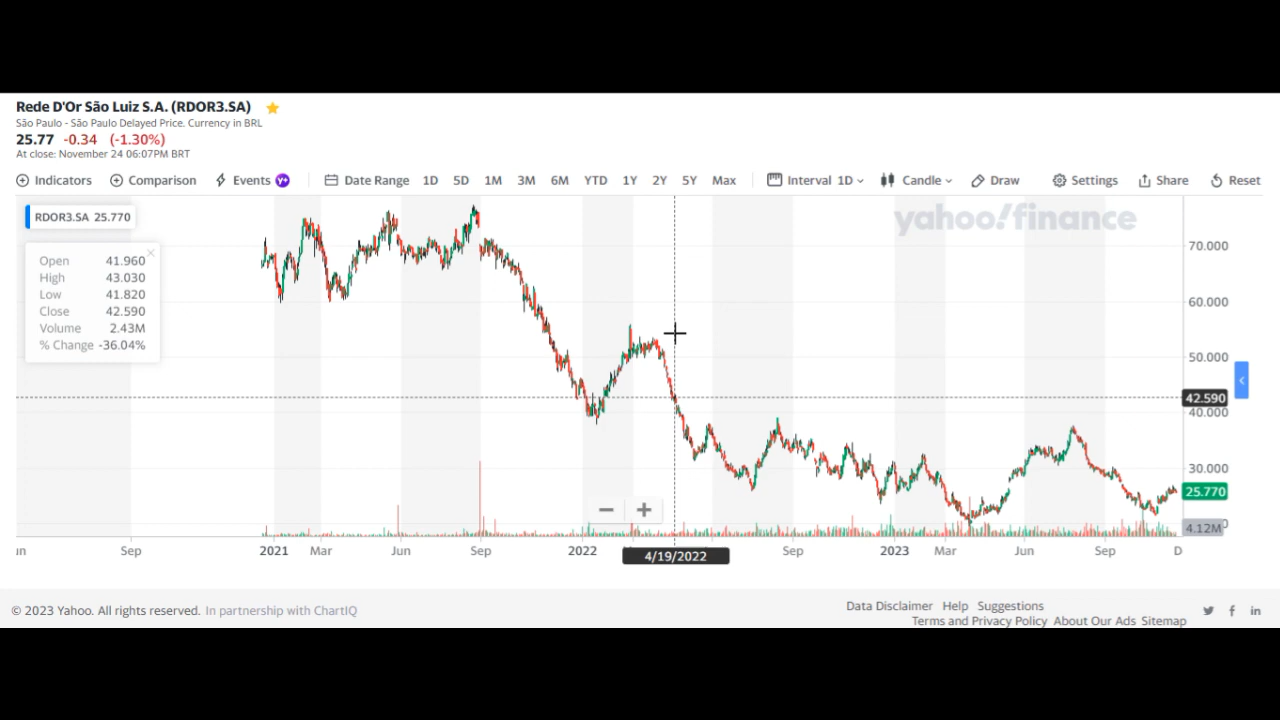 Rede D'Or São Luiz S.A. (RDOR3.SA)
São Paulo - São Paulo Delayed Price. Currency in BRL
25.77 -0.34 (-1.30%)
At close: November 24 06:07PM BRT
Indicators Comparison Events Y+ Date Range 1D 5D 1M 3M 6M YTD 1Y 2Y 5Y Max Interval 1D Candle Draw Settings Share Reset
RDOR3.SA 25.770
yahoo!finance
Open 41.960
High 43.030
Low 41.820
Close 42.590
Volume 2.43M
% Change -36.04%
70.000
60.000
50.000
42.590
40.000
30.000
25.770
4.12M
Sep 2021 Mar Jun Sep 2022 4/19/2022 Sep 2023 Mar Jun Sep D
© 2023 Yahoo. All rights reserved. In partnership with ChartIQ
Data Disclaimer Help Suggestions
Terms and Privacy Policy About Our Ads Sitemap